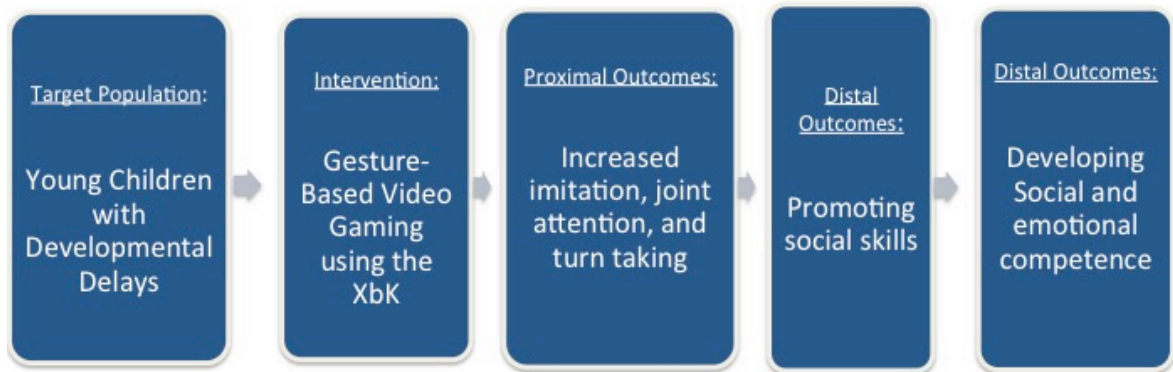 Target Population:
Young Children
with
Developmental
Delays
Intervention:
Gesture-
Based Video
Gaming
using the
XbK
Proximal Outcomes:
Increased
imitation, joint
attention, and
turn taking
Distal
Outcomes:
Promoting
social skills
Distal Outcomes:
Developing
Social and
emotional
competence